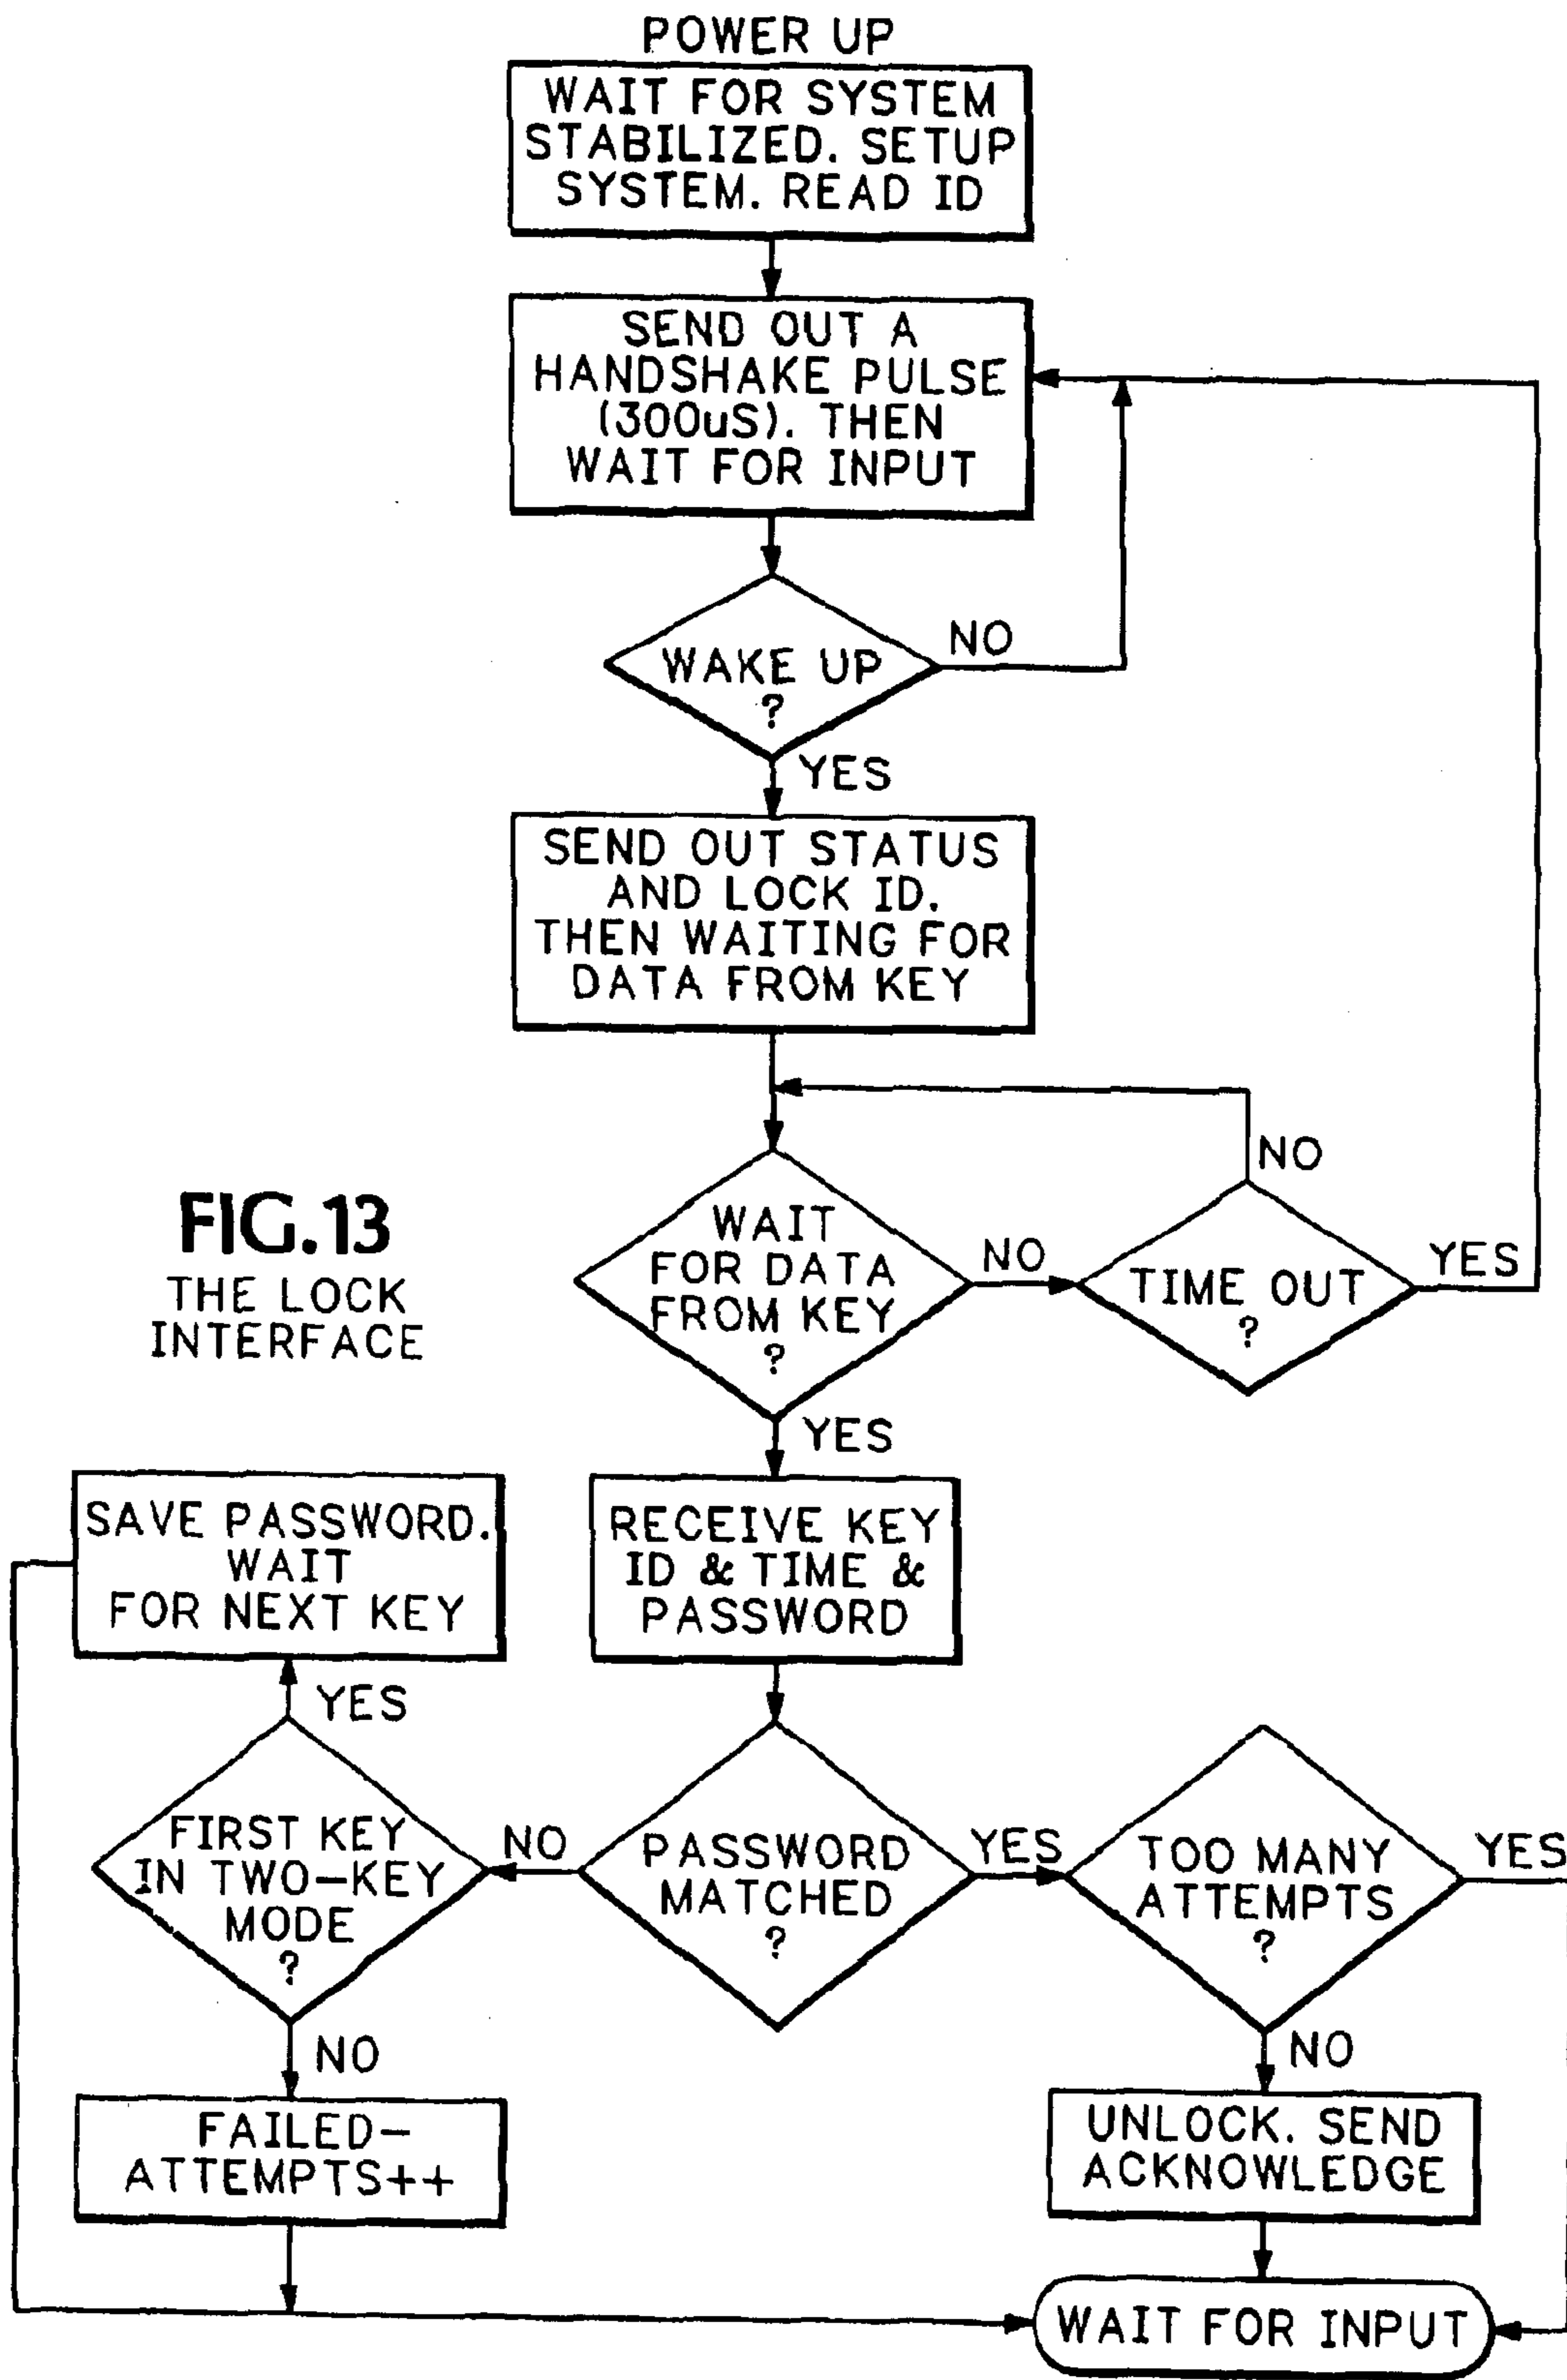 POWER UP
WAIT FOR SYSTEM
STABILIZED. SETUP
SYSTEM. READ ID
SEND OUT A
HANDSHAKE PULSE
(300uS). THEN
WAIT FOR INPUT
WAKE UP
?
NO
YES
SEND OUT STATUS
AND LOCK ID.
THEN WAITING FOR
DATA FROM KEY
WAIT
FOR DATA
FROM KEY
?
NO
TIME OUT
?
NO
YES
FIG.13
THE LOCK
INTERFACE
YES
RECEIVE KEY
ID & TIME &
PASSWORD
SAVE PASSWORD.
WAIT
FOR NEXT KEY
YES
FIRST KEY
IN TWO-KEY
MODE
?
NO
PASSWORD
MATCHED
?
YES
TOO MANY
ATTEMPTS
?
YES
NO
FAILED-
ATTEMPTS++
NO
UNLOCK. SEND
ACKNOWLEDGE
WAIT FOR INPUT